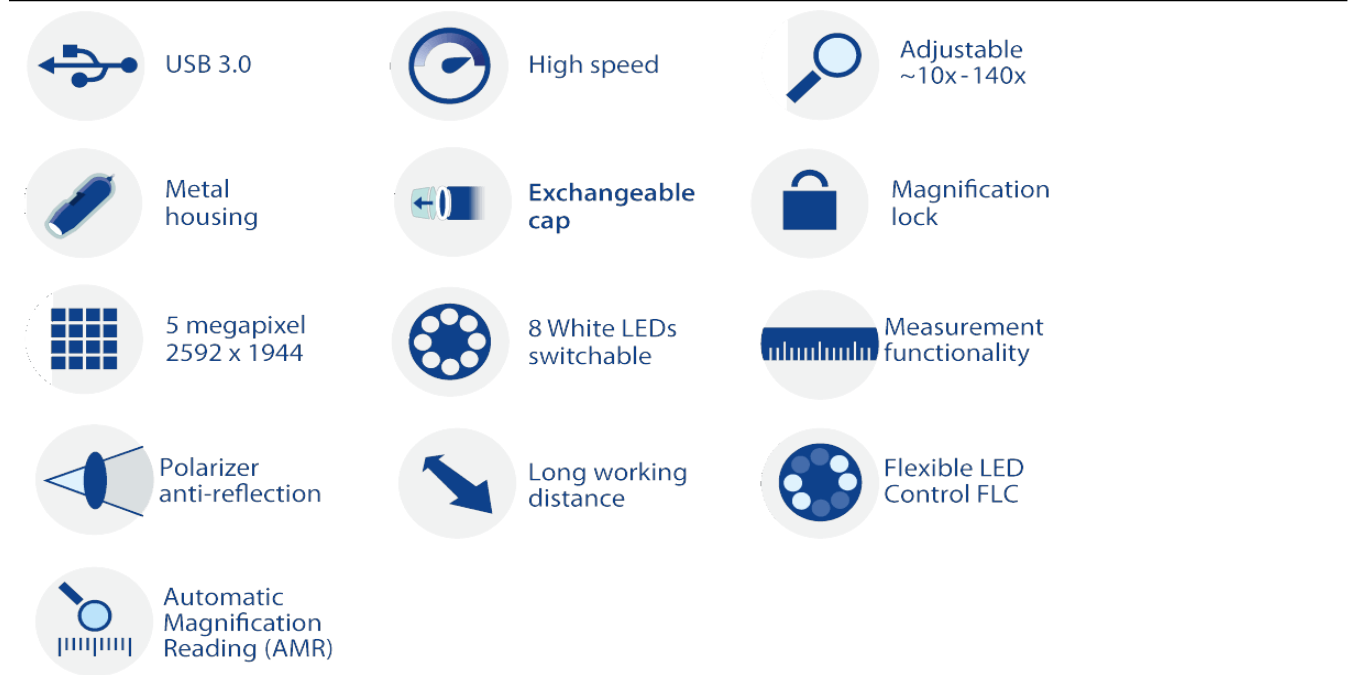 USB 3.0
High speed
Adjustable
~10x-140x
Metal
housing
Exchangeable
cap
Magnification
lock
5 megapixel
2592 x 1944
8 White LEDs
switchable
Measurement
functionality
Polarizer
anti-reflection
Long working
distance
Flexible LED
Control FLC
Automatic
Magnification
Reading (AMR)